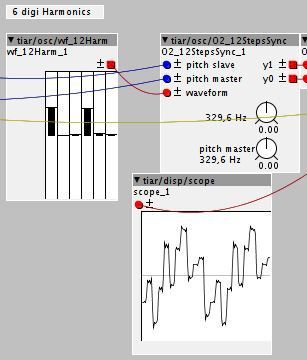 6 digi Harmonics
tiar/osc/wf_12Harm
wf_12Harm_1
tiar/osc/O2_12StepsSync
O2_12StepsSync_1
pitch slave
y1
pitch master
y0
waveform
329,6 Hz
0.00
pitch master
329,6 Hz
0.00
tiar/disp/scope
scope_1